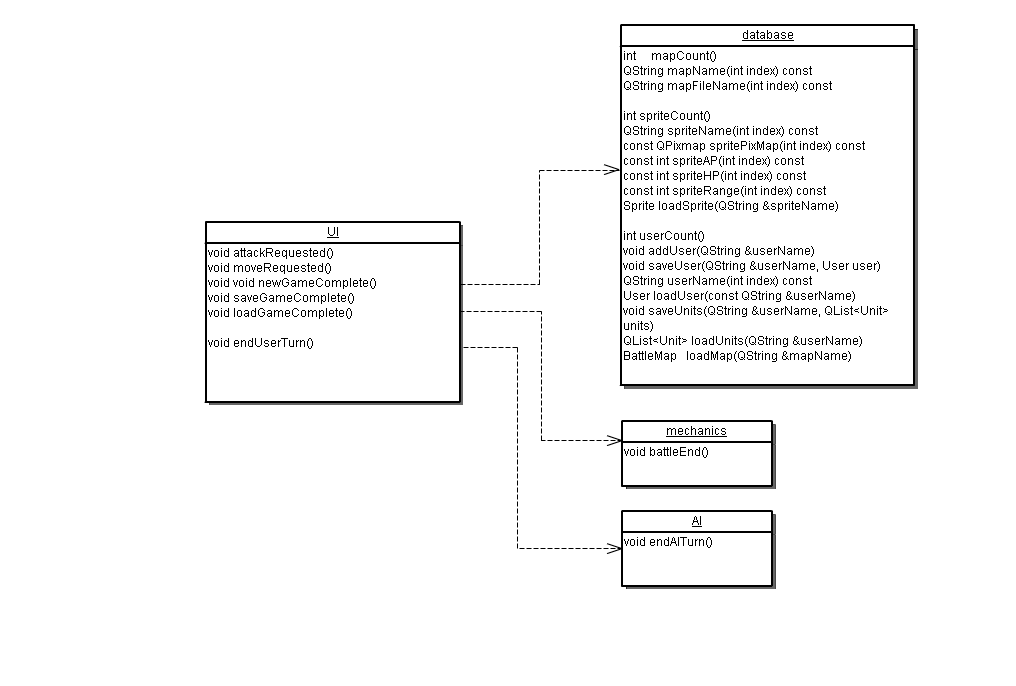 database
int mapCount()
QString mapName(int index) const
QString mapFileName(int index) const
int spriteCount()
QString spriteName(int index) const
const QPixmap spritePixMap(int index) const
const int spriteAP(int index) const
const int spriteHP(int index) const
const int spriteRange(int index) const
Sprite loadSprite(QString &spriteName)
int userCount()
void addUser(QString &userName)
void saveUser(QString &userName, User user)
QString userName(int index) const
User loadUser(const QString &userName)
void saveUnits(QString &userName, QList<Unit>
units)
QList<Unit> loadUnits(QString &userName)
BattleMap loadMap(QString &mapName)
UI
void attackRequested()
void moveRequested()
void void newGameComplete()
void saveGameComplete()
void loadGameComplete()
void endUserTurn()
mechanics
void battleEnd()
AI
void endAITurn()